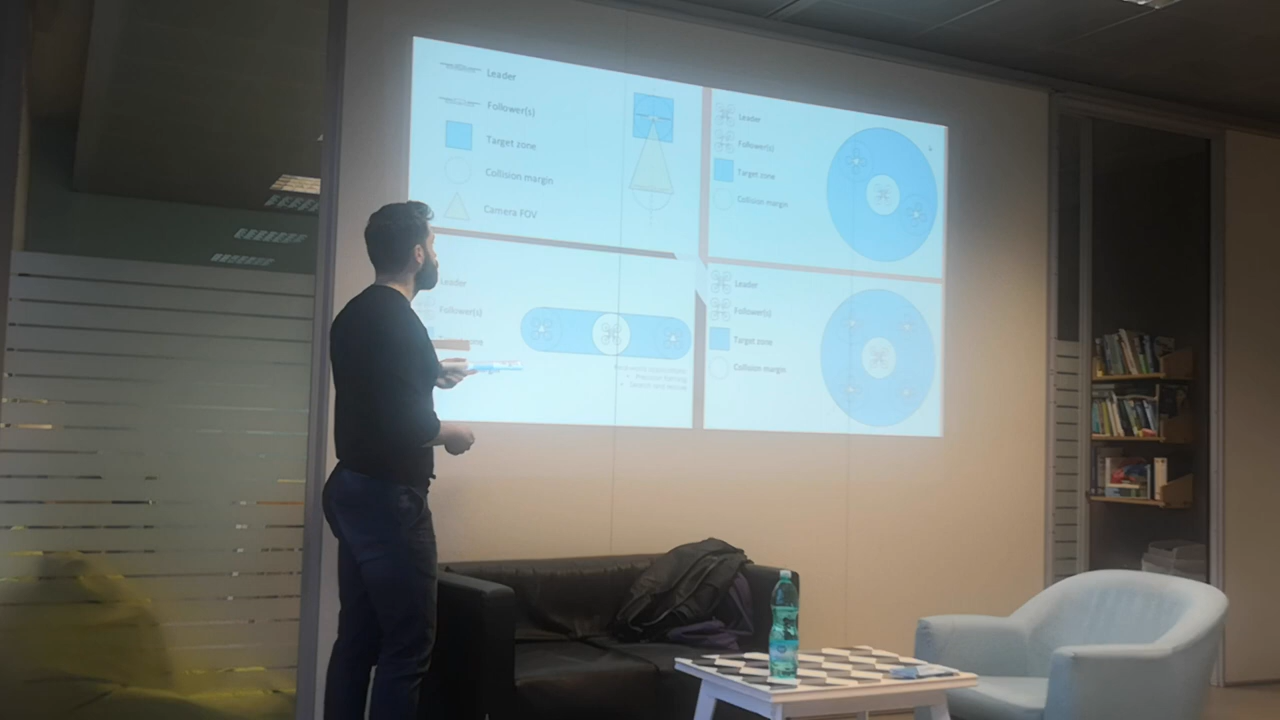 Leader
Follower(s)
Target zone
Collision margin
Camera FOV
Leader
Follower(s)
Target zone
Collision margin
Leader
Follower(s)
Leader
Follower(s)
Target zone
Collision margin